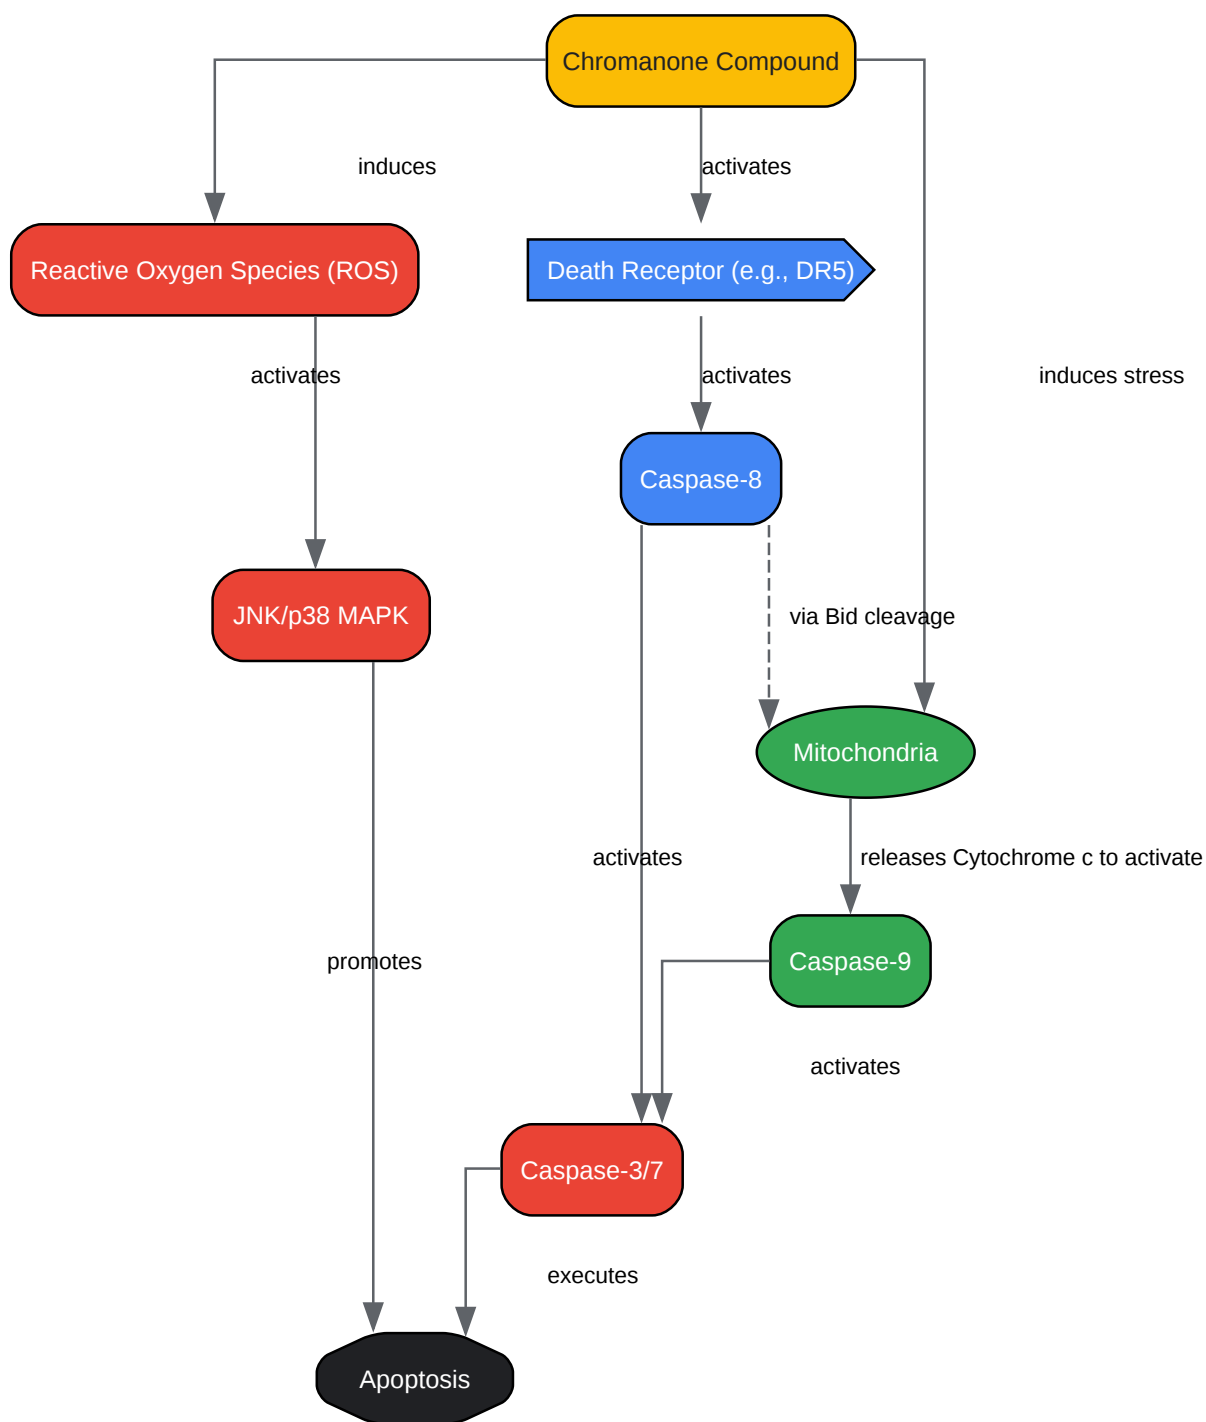 Chromanone Compound
induces
activates
Reactive Oxygen Species (ROS)
Death Receptor (e.g., DR5)
activates
activates
induces stress
Caspase-8
JNK/p38 MAPK
via Bid cleavage
Mitochondria
activates
releases Cytochrome c to activate
promotes
Caspase-9
activates
Caspase-3/7
executes
Apoptosis